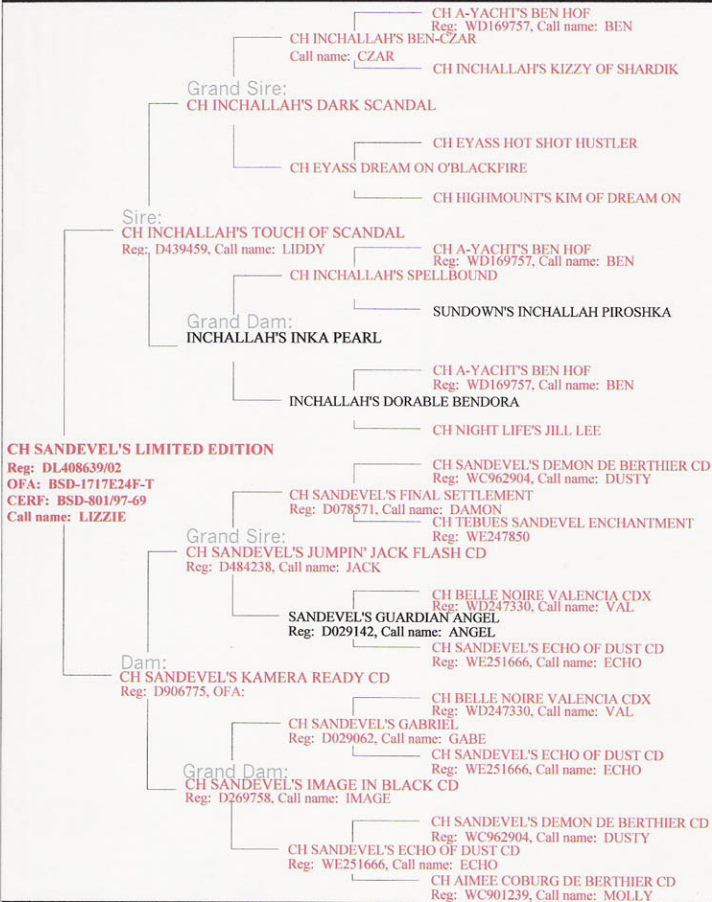 CH A-YACHT'S BEN HOF
Reg: WD169757, Call name: BEN
CH INCHALLAH'S BEN-CZAR
Call name: CZAR
CH INCHALLAH'S KIZZY OF SHARDIK
Grand Sire:
CH INCHALLAH'S DARK SCANDAL
CH EYASS HOT SHOT HUSTLER
CH EYASS DREAM ON O'BLACKFIRE
CH HIGHMOUNT'S KIM OF DREAM ON
Sire:
CH INCHALLAH'S TOUCH OF SCANDAL
Reg: D439459, Call name: LIDDY
CH A-YACHT'S BEN HOF
Reg: WD169757, Call name: BEN
CH INCHALLAH'S SPELLBOUND
SUNDOWN'S INCHALLAH PIROSHKA
Grand Dam:
INCHALLAH'S INKA PEARL
CH A-YACHT'S BEN HOF
Reg: WD169757, Call name: BEN
INCHALLAH'S DORABLE BENDORA
CH NIGHT LIFE'S JILL LEE
CH SANDEVEL'S LIMITED EDITION
Reg: DL408639/02
OFA: BSD-1717E24F-T
CERF: BSD-801/97-69
Call name: LIZZIE
CH SANDEVEL'S DEMON DE BERTHIER CD
Reg: WC962904, Call name: DUSTY
CH SANDEVEL'S FINAL SETTLEMENT
Reg: D078571, Call name: DAMON
CH TEBUES SANDEVEL ENCHANTMENT
Reg: WE247850
Grand Sire:
CH SANDEVEL'S JUMPIN' JACK FLASH CD
Reg: D484238, Call name: JACK
CH BELLE NOIRE VALENCIA CDX
Reg: WD247330, Call name: VAL
SANDEVEL'S GUARDIAN ANGEL
Reg: D029142, Call name: ANGEL
CH SANDEVEL'S ECHO OF DUST CD
Reg: WE251666, Call name: ECHO
Dam:
CH SANDEVEL'S KAMERA READY CD
Reg: D906775, OFA:
CH BELLE NOIRE VALENCIA CDX
Reg: WD247330, Call name: VAL
CH SANDEVEL'S GABRIEL
Reg: D029062, Call name: GABE
CH SANDEVEL'S ECHO OF DUST CD
Reg: WE251666, Call name: ECHO
Grand Dam:
CH SANDEVEL'S IMAGE IN BLACK CD
Reg: D269758, Call name: IMAGE
CH SANDEVEL'S DEMON DE BERTHIER CD
Reg: WC962904, Call name: DUSTY
CH SANDEVEL'S ECHO OF DUST CD
Reg: WE251666, Call name: ECHO
CH AIMEE COBURG DE BERTHIER CD
Reg: WC901239, Call name: MOLLY